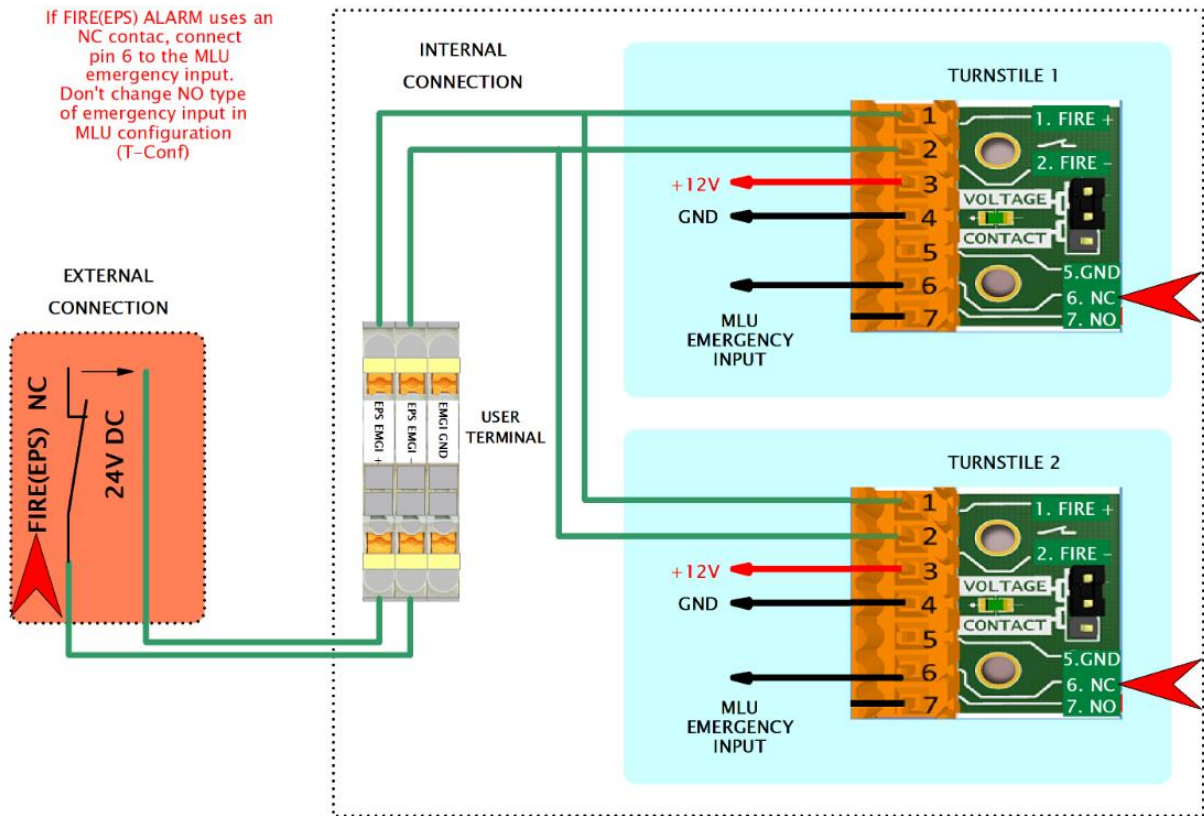 If FIRE(EPS) ALARM uses an
NC contac, connect
pin 6 to the MLU
emergency input.
Don't change NO type
of emergency input in
MLU configuration
(T-Conf)
EXTERNAL
CONNECTION
FIRE(EPS) NC
24V DC
INTERNAL
CONNECTION
EPS EMGI +
EPS EMGI -
EMGI GND
USER
TERMINAL
TURNSTILE 1
+12V
GND
MLU
EMERGENCY
INPUT
1
2
3
4
5
6
7
1. FIRE +
2. FIRE -
VOLTAGE
CONTACT
5.GND
6. NC
7. NO
TURNSTILE 2
+12V
GND
MLU
EMERGENCY
INPUT
1
2
3
4
5
6
7
1. FIRE +
2. FIRE -
VOLTAGE
CONTACT
5.GND
6. NC
7. NO